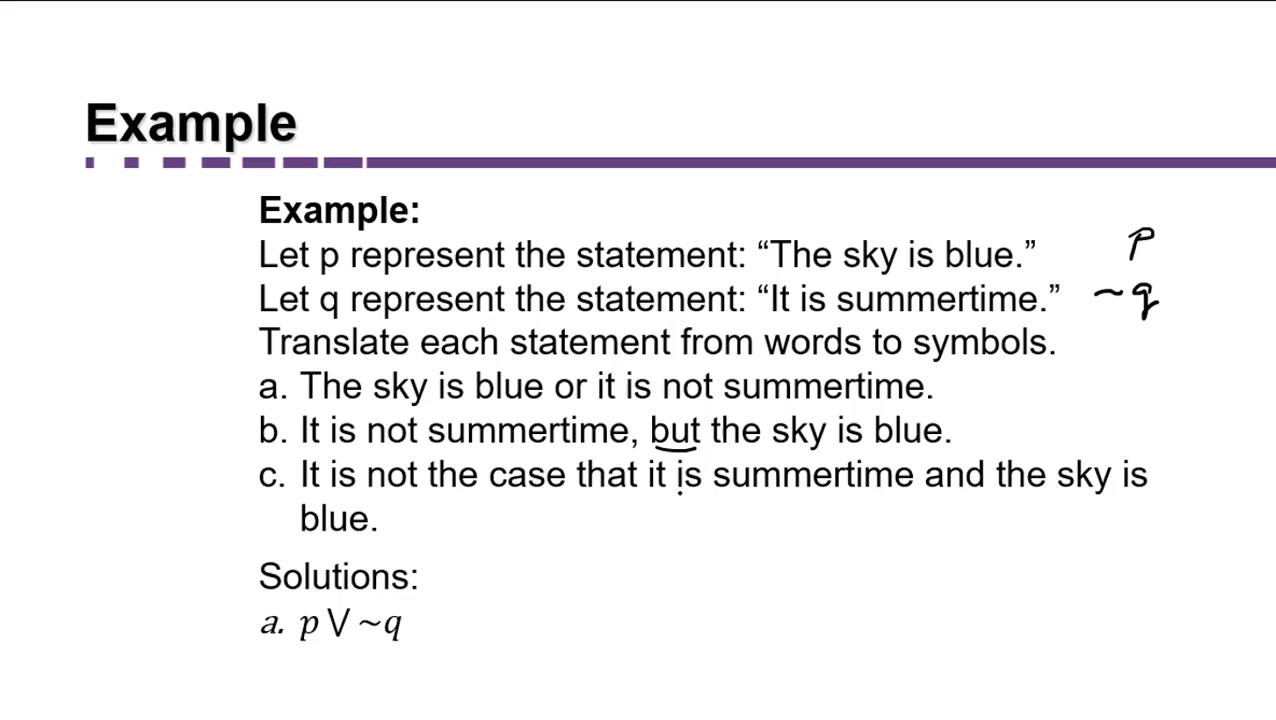 Example
Example:
Let p represent the statement: “The sky is blue.” p
Let q represent the statement: “It is summertime.” ~q
Translate each statement from words to symbols.
a. The sky is blue or it is not summertime.
b. It is not summertime, but the sky is blue.
c. It is not the case that it is summertime and the sky is
blue.
Solutions:
a. p ∨ ~q